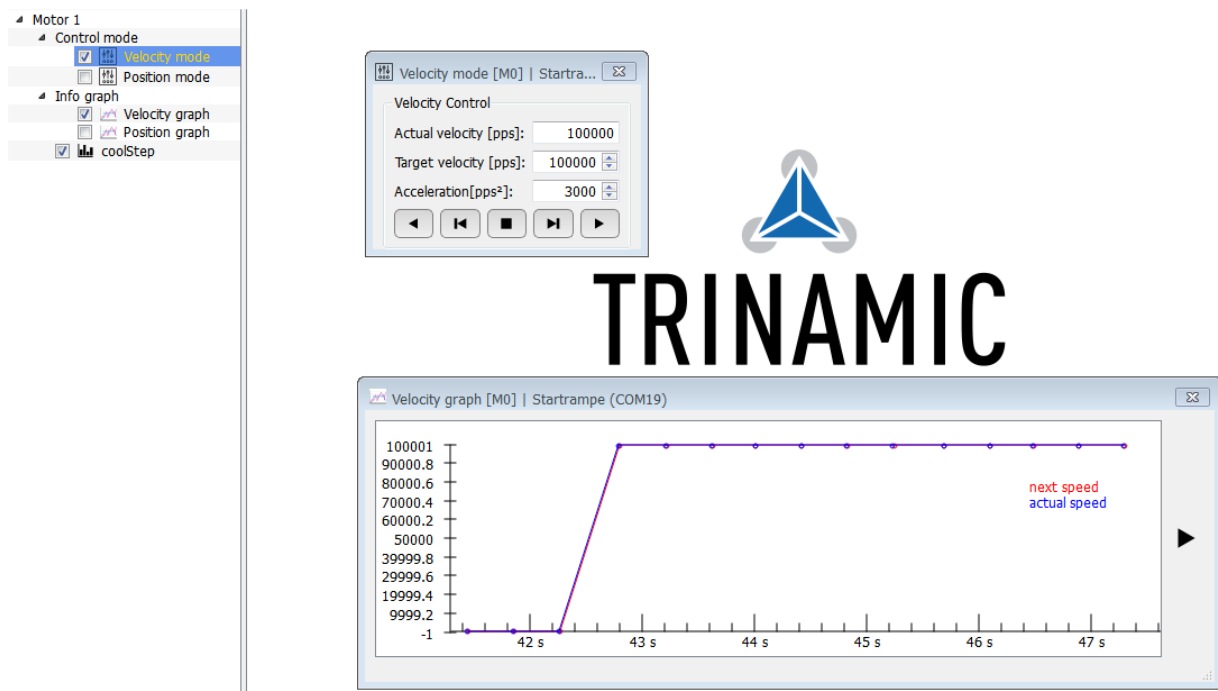 Motor 1
Control mode
Velocity mode
Position mode
Info graph
Velocity graph
Position graph
coolStep
Velocity mode [M0] | Startra...
Velocity Control
Actual velocity [pps]: 100000
Target velocity [pps]: 100000
Acceleration[pps²]: 3000
TRINAMIC
Velocity graph [M0] | Startrampe (COM19)
100001
90000.8
80000.6
70000.4
60000.2
50000
39999.8
29999.6
19999.4
9999.2
-1
next speed
actual speed
42 s 43 s 44 s 45 s 46 s 47 s